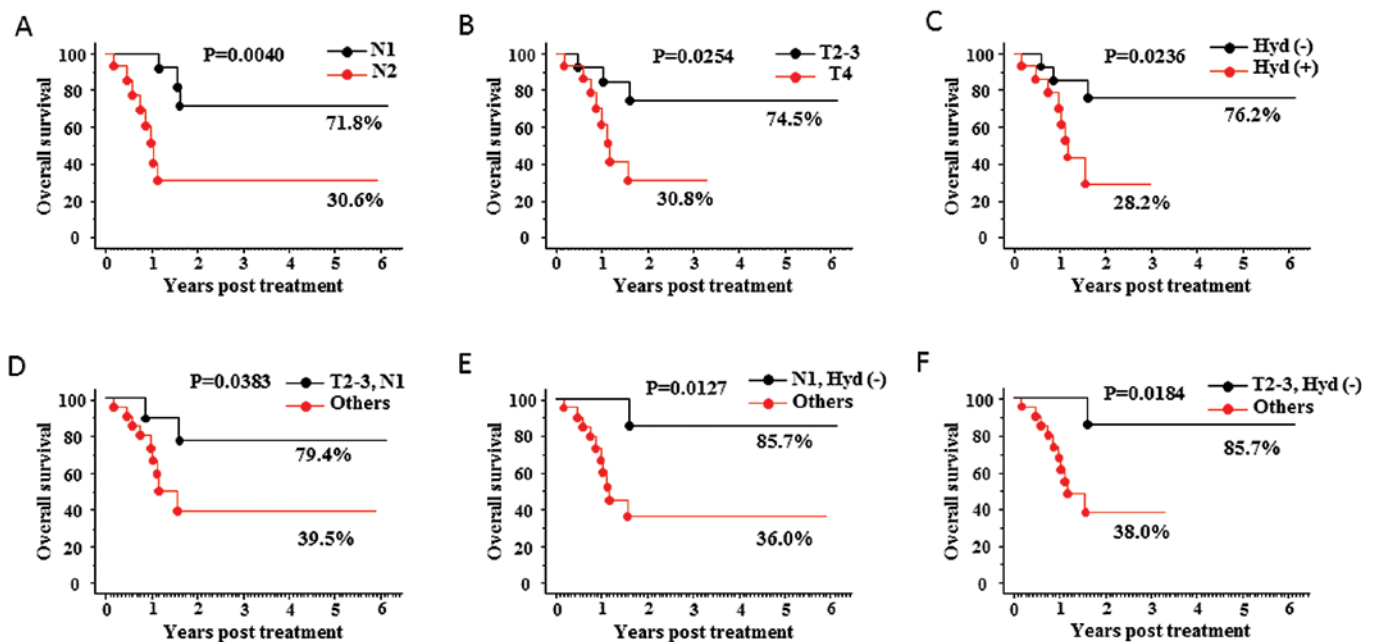 A
P=0.0040
N1
N2
100
80
60
40
20
0
Overall survival
71.8%
30.6%
0 1 2 3 4 5 6
Years post treatment
B
P=0.0254
T2-3
T4
100
80
60
40
20
0
Overall survival
74.5%
30.8%
0 1 2 3 4 5 6
Years post treatment
C
P=0.0236
Hyd (-)
Hyd (+)
100
80
60
40
20
0
Overall survival
76.2%
28.2%
0 1 2 3 4 5 6
Years post treatment
D
P=0.0383
T2-3, N1
Others
100
80
60
40
20
0
Overall survival
79.4%
39.5%
0 1 2 3 4 5 6
Years post treatment
E
P=0.0127
N1, Hyd (-)
Others
100
80
60
40
20
0
Overall survival
85.7%
36.0%
0 1 2 3 4 5 6
Years post treatment
F
P=0.0184
T2-3, Hyd (-)
Others
100
80
60
40
20
0
Overall survival
85.7%
38.0%
0 1 2 3 4 5 6
Years post treatment